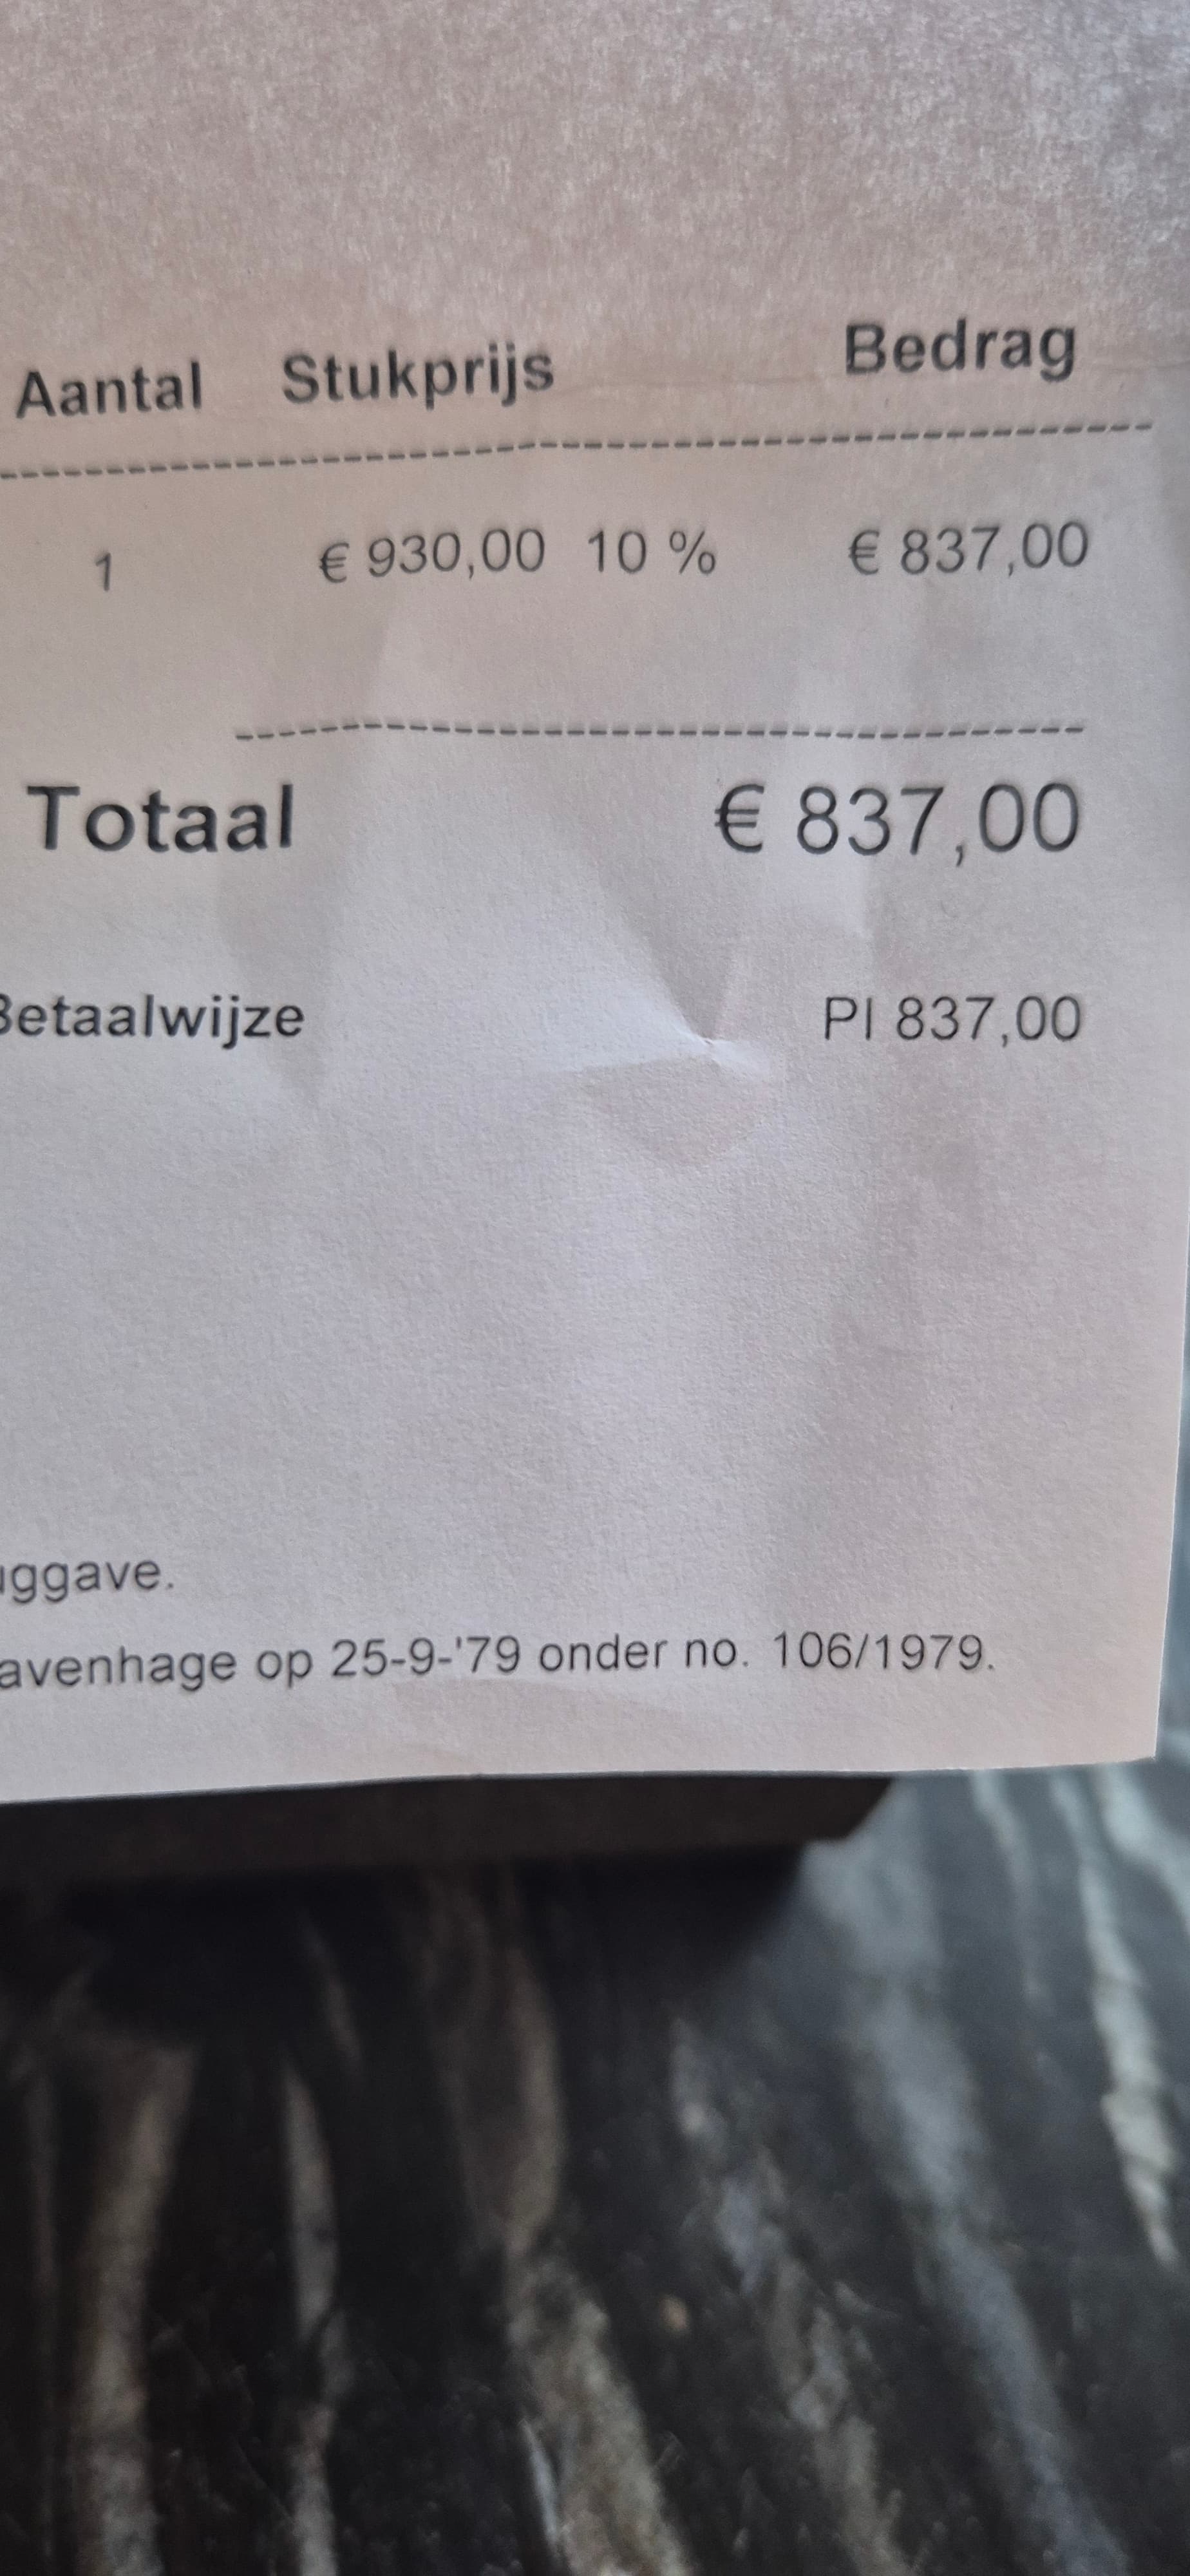 Aantal Stukprijs Bedrag
1 € 930,00 10 % € 837,00
Totaal € 837,00
Betaalwijze PI 837,00
uggave.
avenhage op 25-9-'79 onder no. 106/1979.